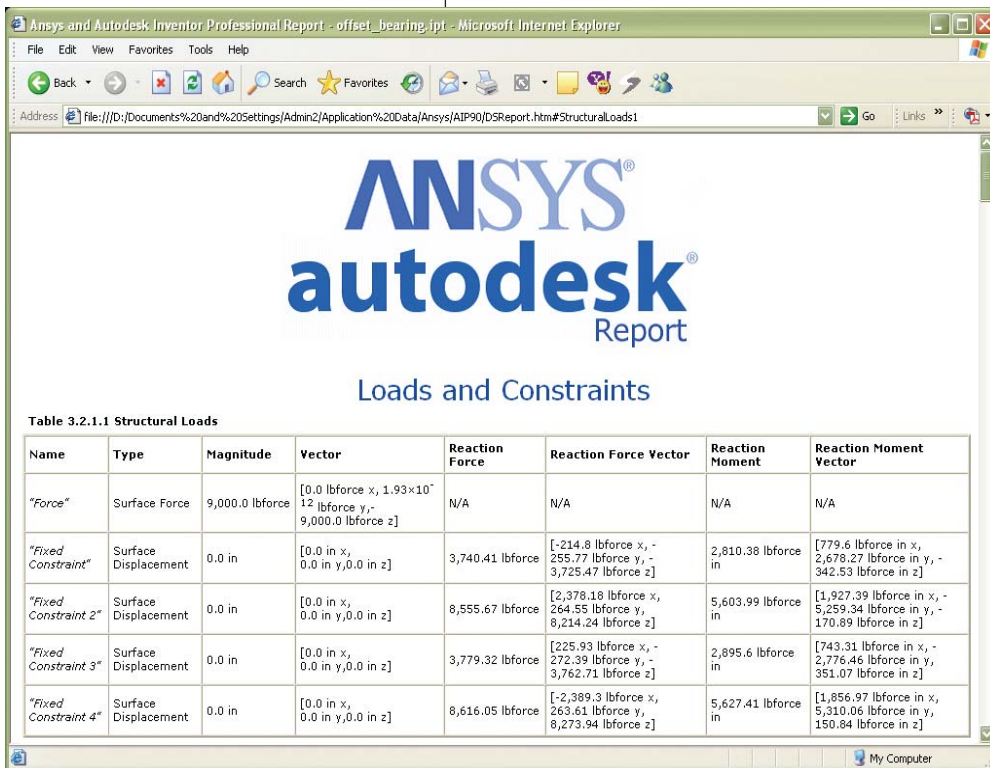 Ansys and Autodesk Inventor Professional Report - offset_bearing.ipt - Microsoft Internet Explorer
File Edit View Favorites Tools Help
Back Search Favorites
Address file:///D:/Documents%20and%20Settings/Admin2/Application%20Data/Ansys/AIP90/DSReport.htm#StructuralLoads1 Go Links »
ANSYS®
autodesk®
Report
Loads and Constraints
Table 3.2.1.1 Structural Loads
Name Type Magnitude Vector Reaction Force Reaction Force Vector Reaction Moment Reaction Moment Vector
"Force" Surface Force 9,000.0 lbforce [0.0 lbforce x, 1.93×10⁻¹² lbforce y,-9,000.0 lbforce z] N/A N/A N/A N/A
"Fixed Constraint" Surface Displacement 0.0 in [0.0 in x, 0.0 in y,0.0 in z] 3,740.41 lbforce [-214.8 lbforce x, -255.77 lbforce y, -3,725.47 lbforce z] 2,810.38 lbforce in [779.6 lbforce in x, 2,678.27 lbforce in y, -342.53 lbforce in z]
"Fixed Constraint 2" Surface Displacement 0.0 in [0.0 in x, 0.0 in y,0.0 in z] 8,555.67 lbforce [2,378.18 lbforce x, 264.55 lbforce y, 8,214.24 lbforce z] 5,603.99 lbforce in [1,927.39 lbforce in x, -5,259.34 lbforce in y, -170.89 lbforce in z]
"Fixed Constraint 3" Surface Displacement 0.0 in [0.0 in x, 0.0 in y,0.0 in z] 3,779.32 lbforce [225.93 lbforce x, -272.39 lbforce y, -3,762.71 lbforce z] 2,895.6 lbforce in [743.31 lbforce in x, -2,776.46 lbforce in y, 351.07 lbforce in z]
"Fixed Constraint 4" Surface Displacement 0.0 in [0.0 in x, 0.0 in y,0.0 in z] 8,616.05 lbforce [-2,389.3 lbforce x, 263.61 lbforce y, 8,273.94 lbforce z] 5,627.41 lbforce in [1,856.97 lbforce in x, 5,310.06 lbforce in y, 150.84 lbforce in z]
My Computer